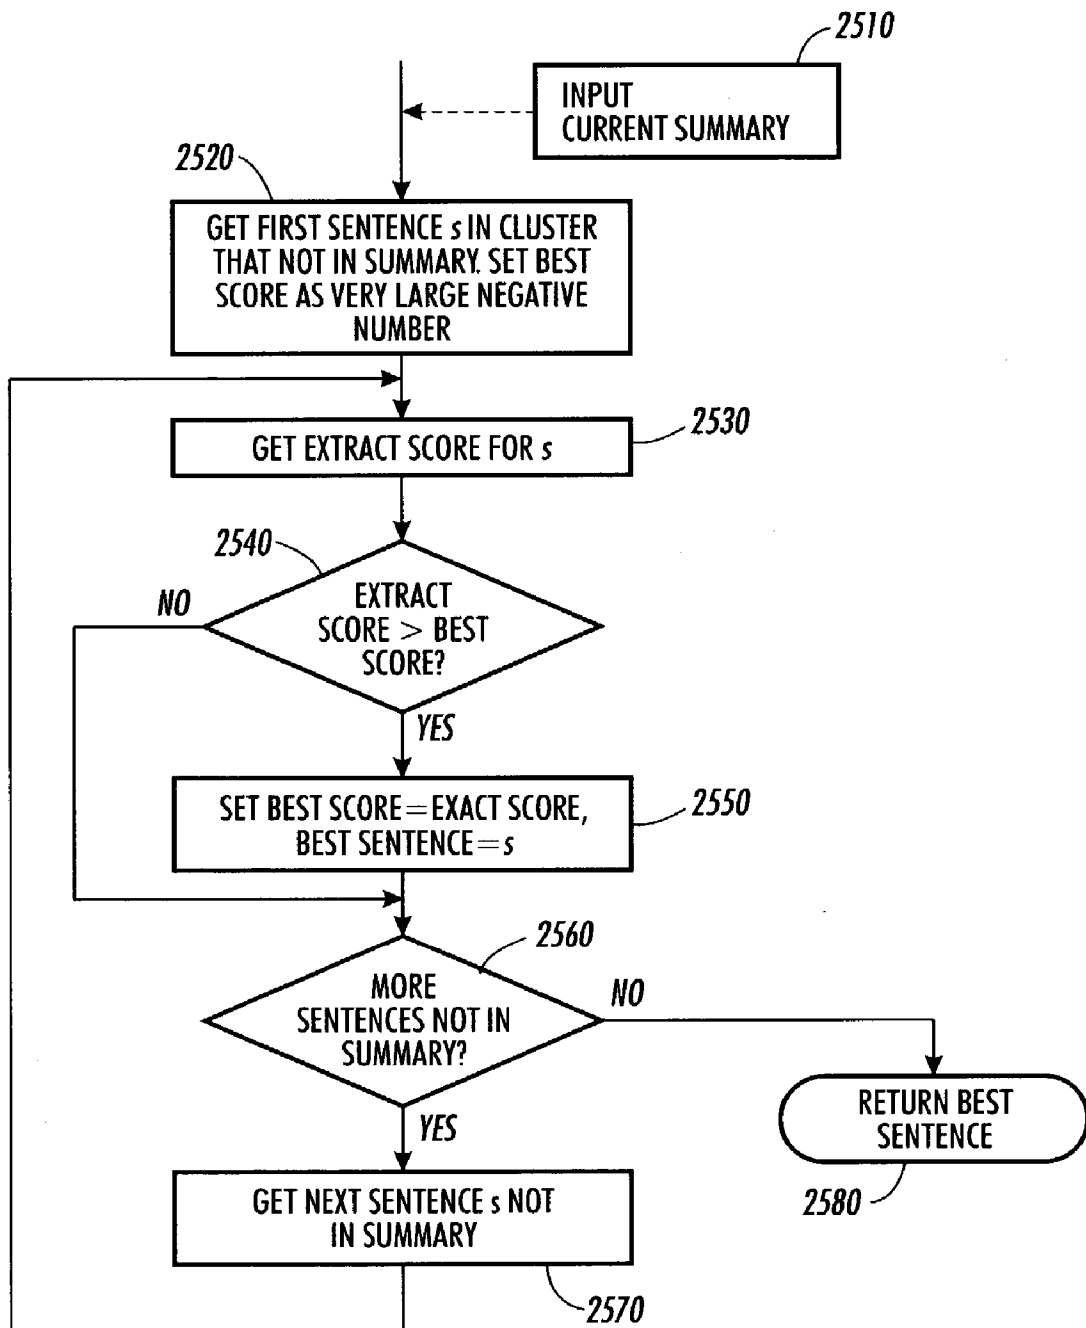 2510
INPUT
CURRENT SUMMARY
2520
GET FIRST SENTENCE s IN CLUSTER
THAT NOT IN SUMMARY. SET BEST
SCORE AS VERY LARGE NEGATIVE
NUMBER
2530
GET EXTRACT SCORE FOR s
2540
NO
EXTRACT
SCORE > BEST
SCORE?
YES
2550
SET BEST SCORE=EXACT SCORE,
BEST SENTENCE=s
2560
MORE
SENTENCES NOT IN
SUMMARY?
NO
YES
RETURN BEST
SENTENCE
2580
GET NEXT SENTENCE s NOT
IN SUMMARY
2570